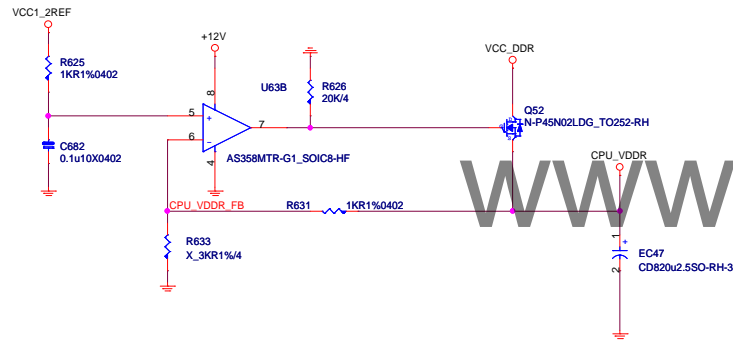 VCC1_2REF
+12V
VCC_DDR
R625
1KR1%0402
U63B
R626
20K/4
8
5
+
7
6
-
4
Q52
N-P45N02LDG_TO252-RH
C682
0.1u10X0402
AS358MTR-G1_SOIC8-HF
CPU_VDDR
WWW
CPU_VDDR_FB
R631
1KR1%0402
R633
X_3KR1%/4
1
+
2
EC47
CD820u2.5SO-RH-3